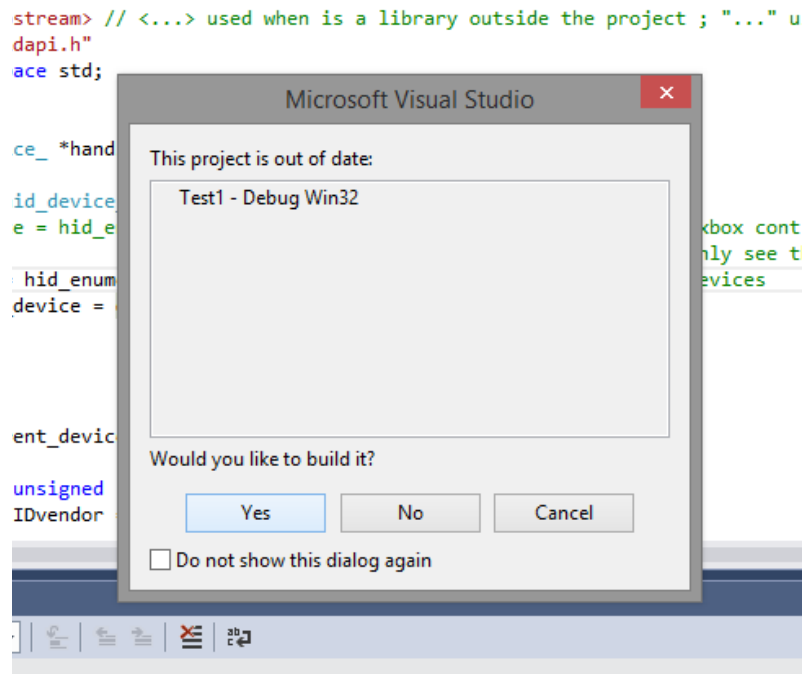 stream> // <...> used when is a library outside the project ; "..." u
dapi.h"
ace std;
Microsoft Visual Studio
ce_ *hand
This project is out of date:
id_device_
Test1 - Debug Win32
e = hid_e
xbox cont
nly see t
hid_enum
evices
device =
ent_devic
Would you like to build it?
unsigned
IDvendor =
Yes
No
Cancel
Do not show this dialog again